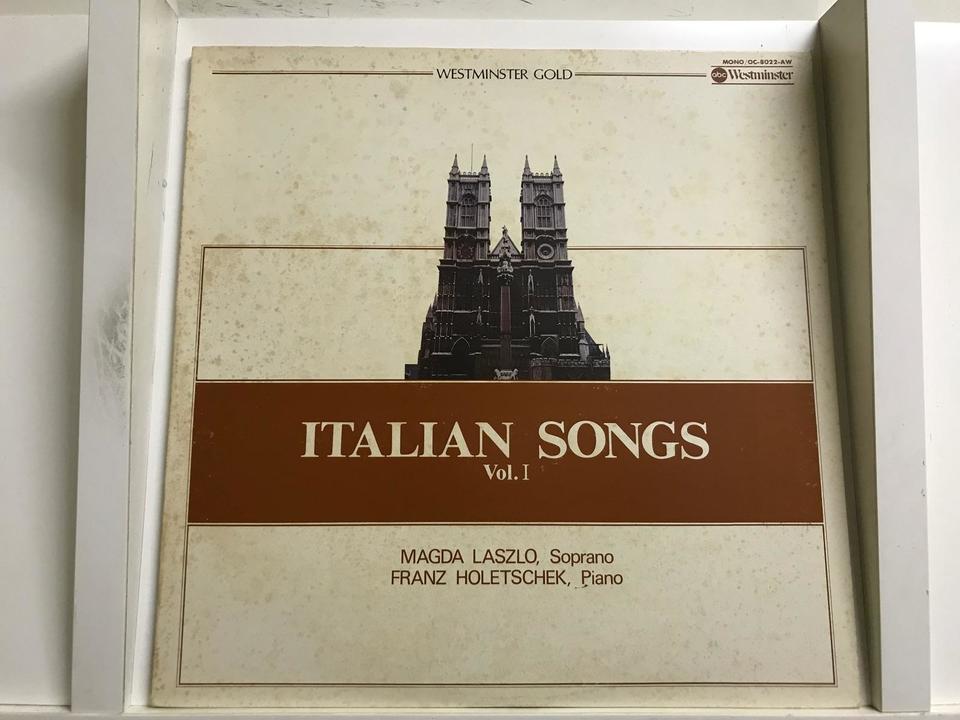 WESTMINSTER GOLD
MONO/OC-8022-AW
abc Westminster
ITALIAN SONGS
Vol. I
MAGDA LASZLO, Soprano
FRANZ HOLETSCHEK, Piano